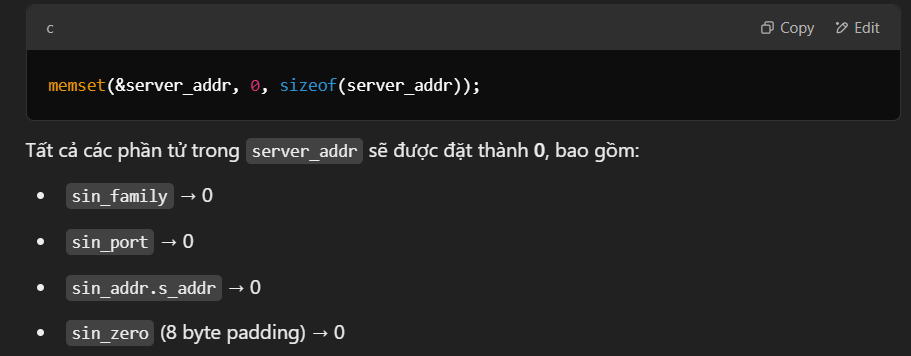 c Copy Edit
memset(&server_addr, 0, sizeof(server_addr));
Tất cả các phần tử trong server_addr sẽ được đặt thành 0, bao gồm:
• sin_family → 0
• sin_port → 0
• sin_addr.s_addr → 0
• sin_zero (8 byte padding) → 0